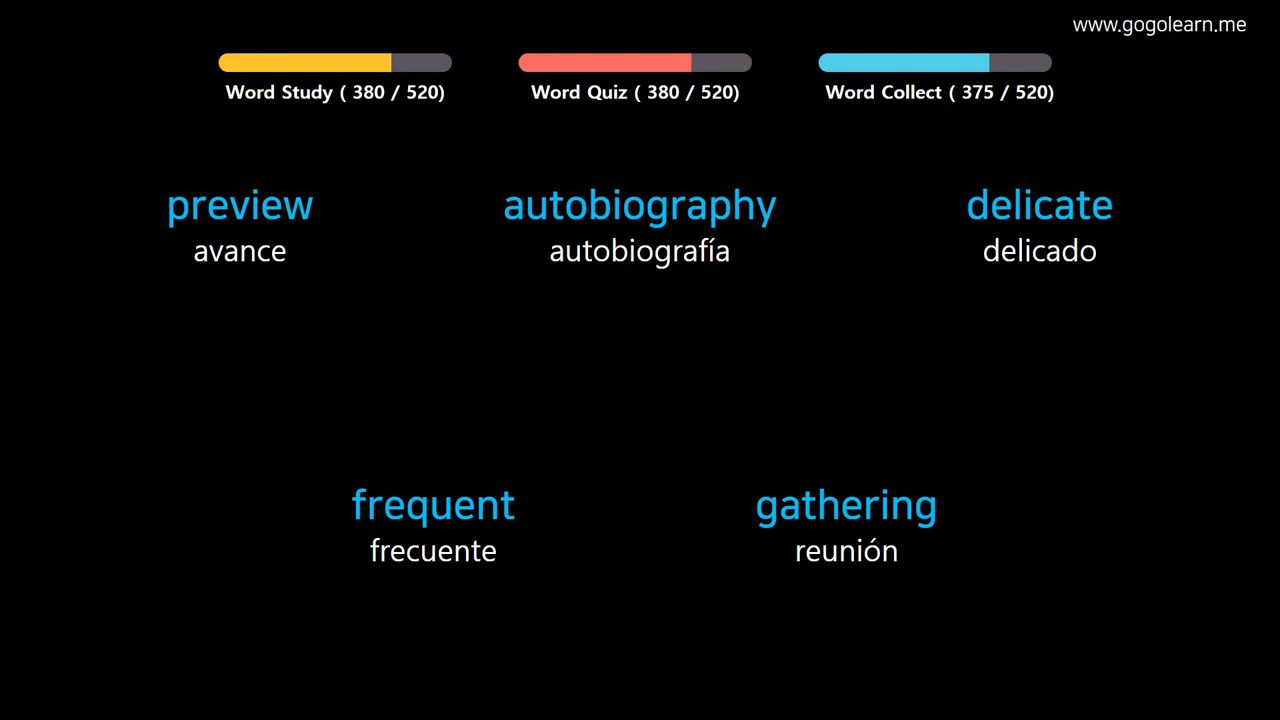 www.gogolearn.me
Word Study ( 380 / 520)
Word Quiz ( 380 / 520)
Word Collect ( 375 / 520)
preview
avance
autobiography
autobiografía
delicate
delicado
frequent
frecuente
gathering
reunión